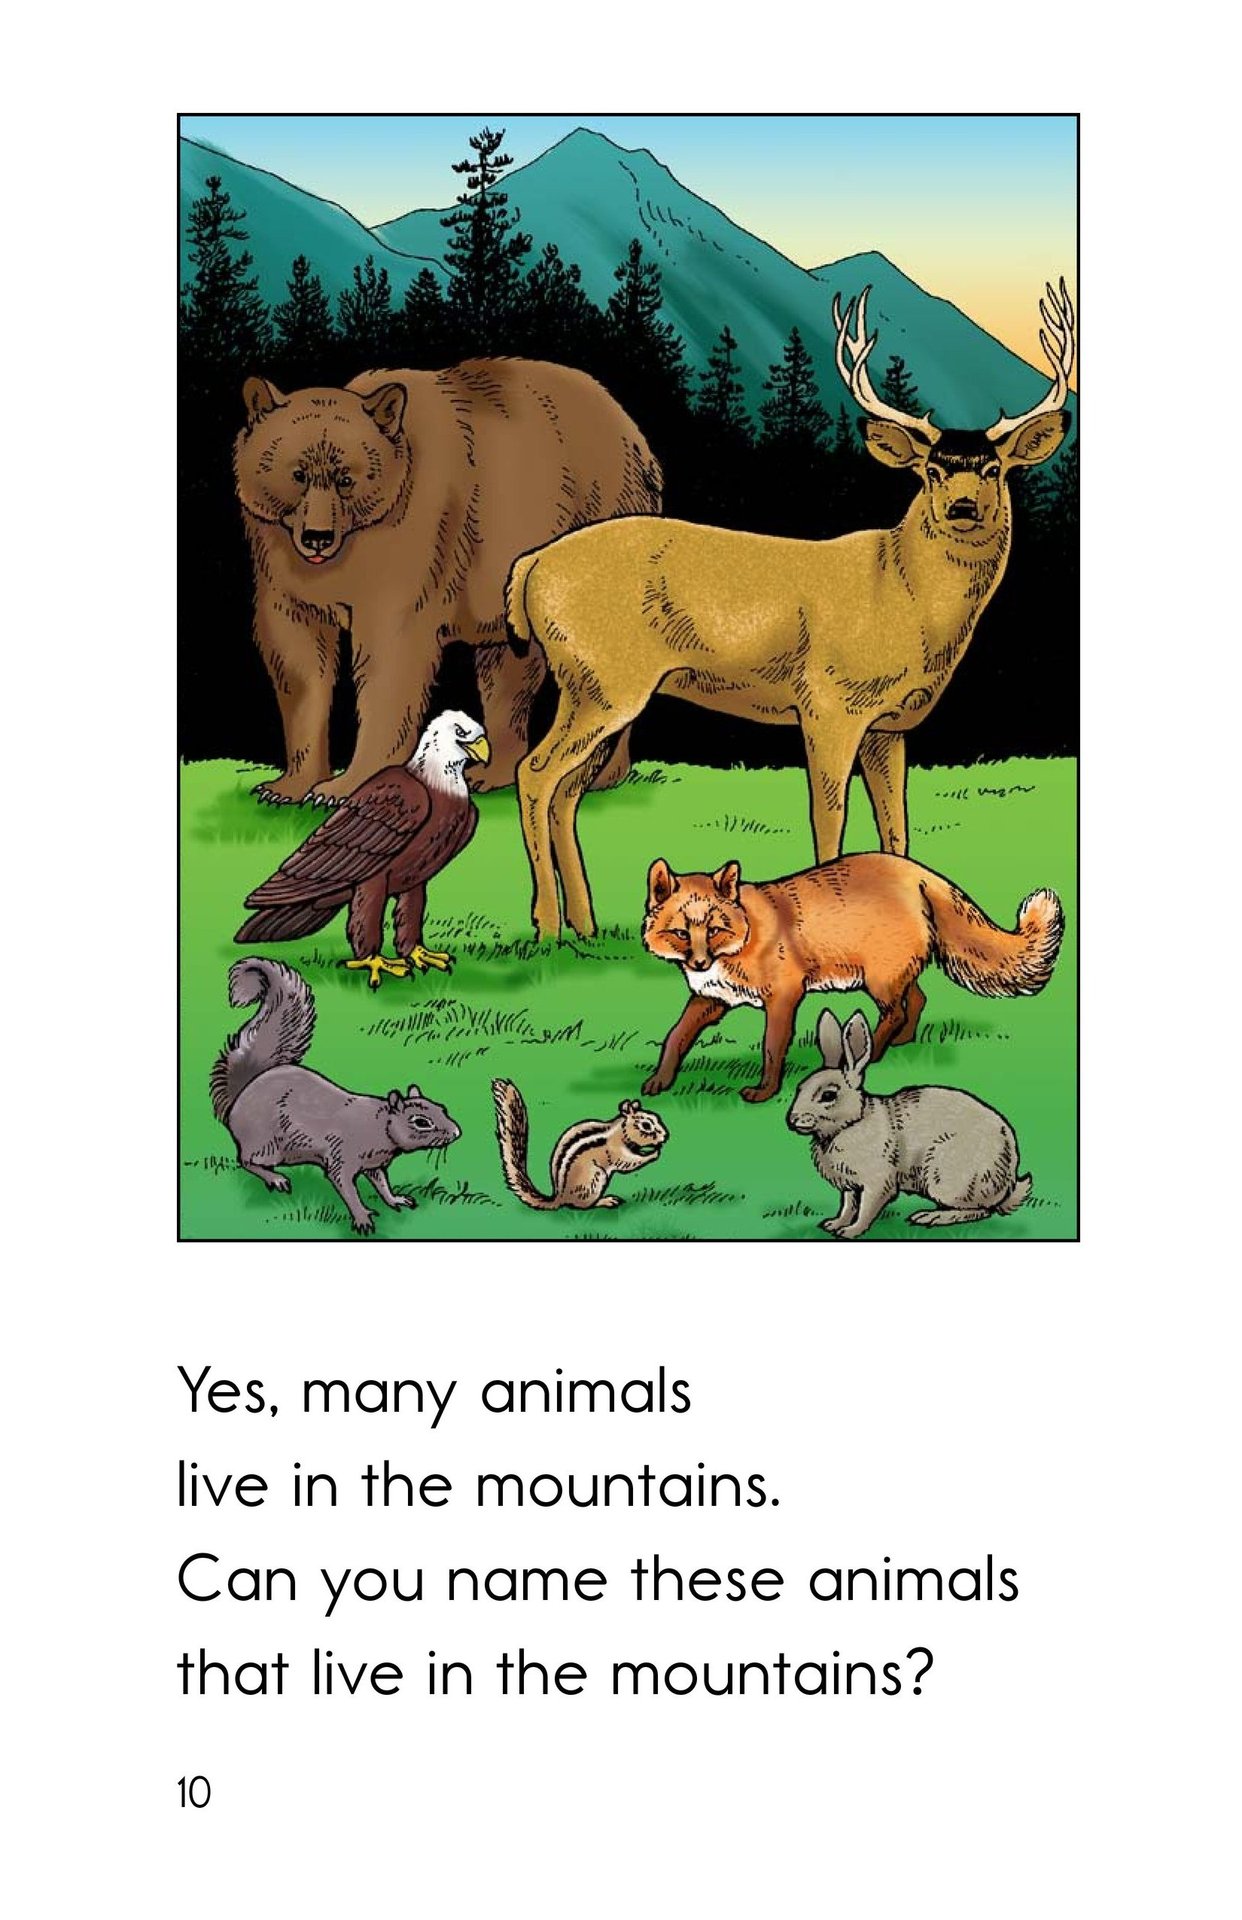 Yes, many animals
live in the mountains.
Can you name these animals
that live in the mountains?
10